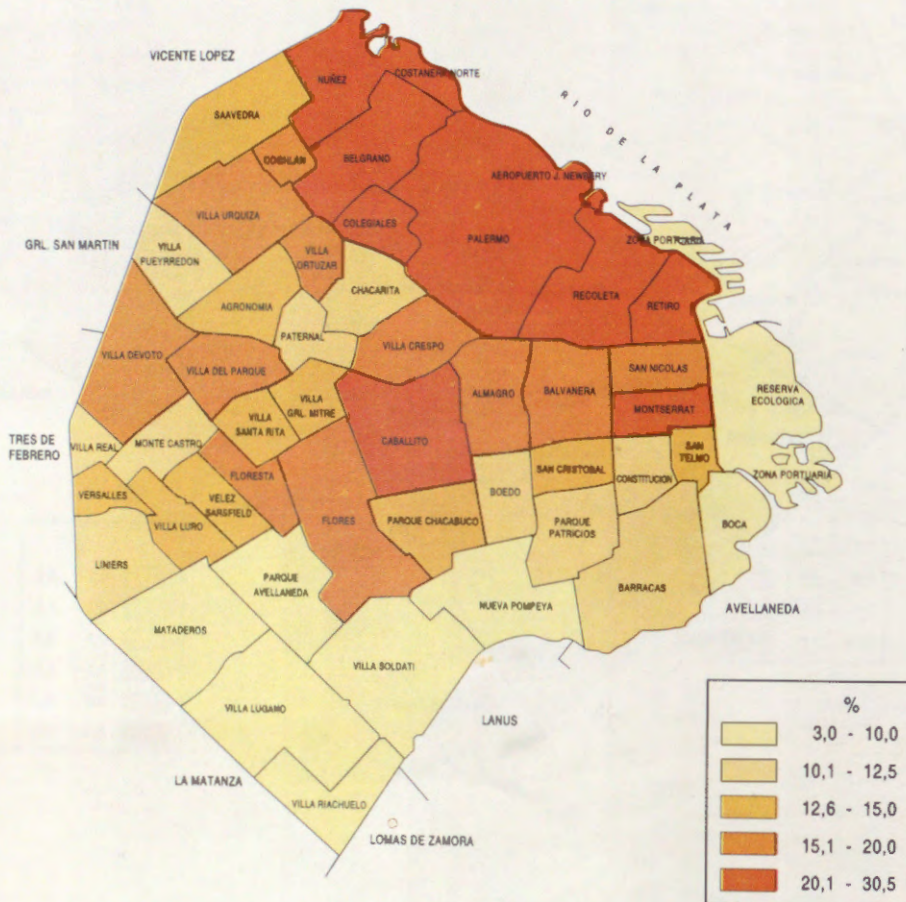 VICENTE LOPEZ
NUÑEZ
COSTANERA NORTE
SAAVEDRA
RIO DE LA PLATA
COGHLAN
BELGRANO
AEROPUERTO J. NEWBERY
VILLA URQUIZA
COLEGIALES
PALERMO
ZONA PORTUARIA
GRL. SAN MARTIN
VILLA
PUEYRREDON
VILLA
ORTUZAR
CHACARITA
RECOLETA
RETIRO
AGRONOMIA
PATERNAL
VILLA CRESPO
VILLA DEVOTO
VILLA DEL PARQUE
SAN NICOLAS
ALMAGRO
BALVANERA
RESERVA
ECOLOGICA
VILLA
GRL. MITRE
MONTSERRAT
VILLA
SANTA RITA
TRES DE
FEBRERO
VILLA REAL
MONTE CASTRO
CABALLITO
SAN
TELMO
SAN CRISTOBAL
CONSTITUCION
ZONA PORTUARIA
FLORESTA
VERSALLES
VELEZ
SARSFIELD
BOEDO
VILLA LURO
FLORES
PARQUE CHACABUCO
PARQUE
PATRICIOS
BOCA
LINIERS
PARQUE
AVELLANEDA
BARRACAS
NUEVA POMPEYA
AVELLANEDA
MATADEROS
VILLA SOLDATI
VILLA LUGANO
LANUS
LA MATANZA
VILLA RIACHUELO
LOMAS DE ZAMORA
%
3,0 - 10,0
10,1 - 12,5
12,6 - 15,0
15,1 - 20,0
20,1 - 30,5